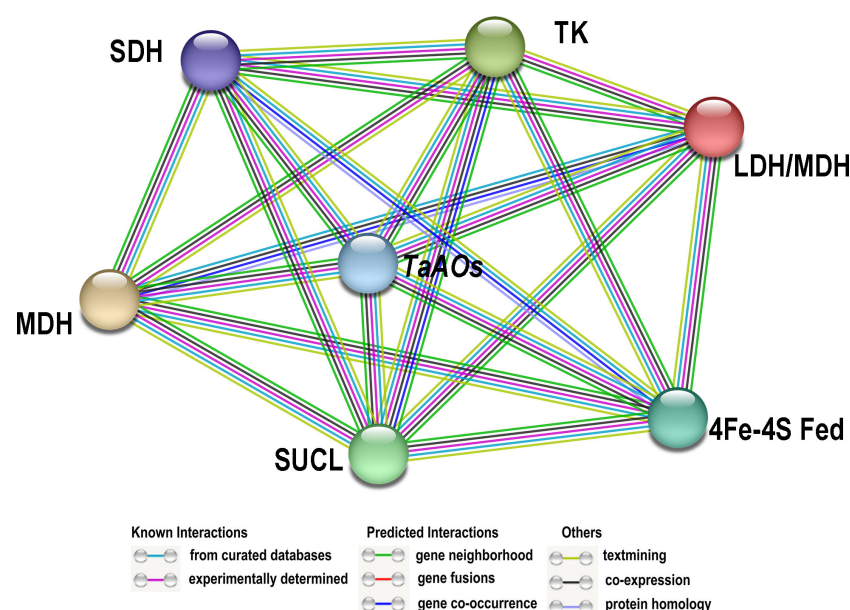 SDH
TK
LDH/MDH
TaAOs
MDH
SUCL
4Fe-4S Fed
Known Interactions
from curated databases
experimentally determined
Predicted Interactions
gene neighborhood
gene fusions
gene co-occurrence
Others
textmining
co-expression
protein homology